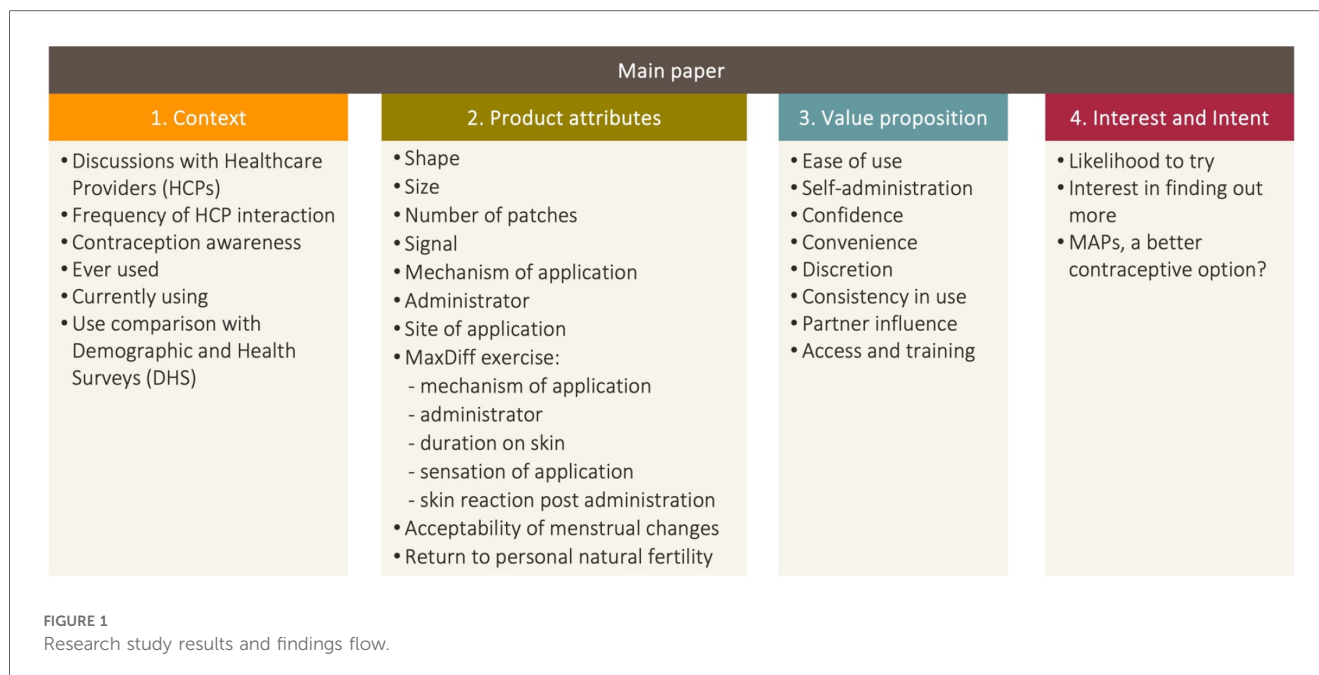 Main paper
1. Context
• Discussions with Healthcare
Providers (HCPs)
• Frequency of HCP interaction
• Contraception awareness
• Ever used
• Currently using
• Use comparison with
Demographic and Health
Surveys (DHS)
2. Product attributes
• Shape
• Size
• Number of patches
• Signal
• Mechanism of application
• Administrator
• Site of application
• MaxDiff exercise:
- mechanism of application
- administrator
- duration on skin
- sensation of application
- skin reaction post administration
• Acceptability of menstrual changes
• Return to personal natural fertility
3. Value proposition
• Ease of use
• Self-administration
• Confidence
• Convenience
• Discretion
• Consistency in use
• Partner influence
• Access and training
4. Interest and Intent
• Likelihood to try
• Interest in finding out
more
• MAPs, a better
contraceptive option?
FIGURE 1
Research study results and findings flow.